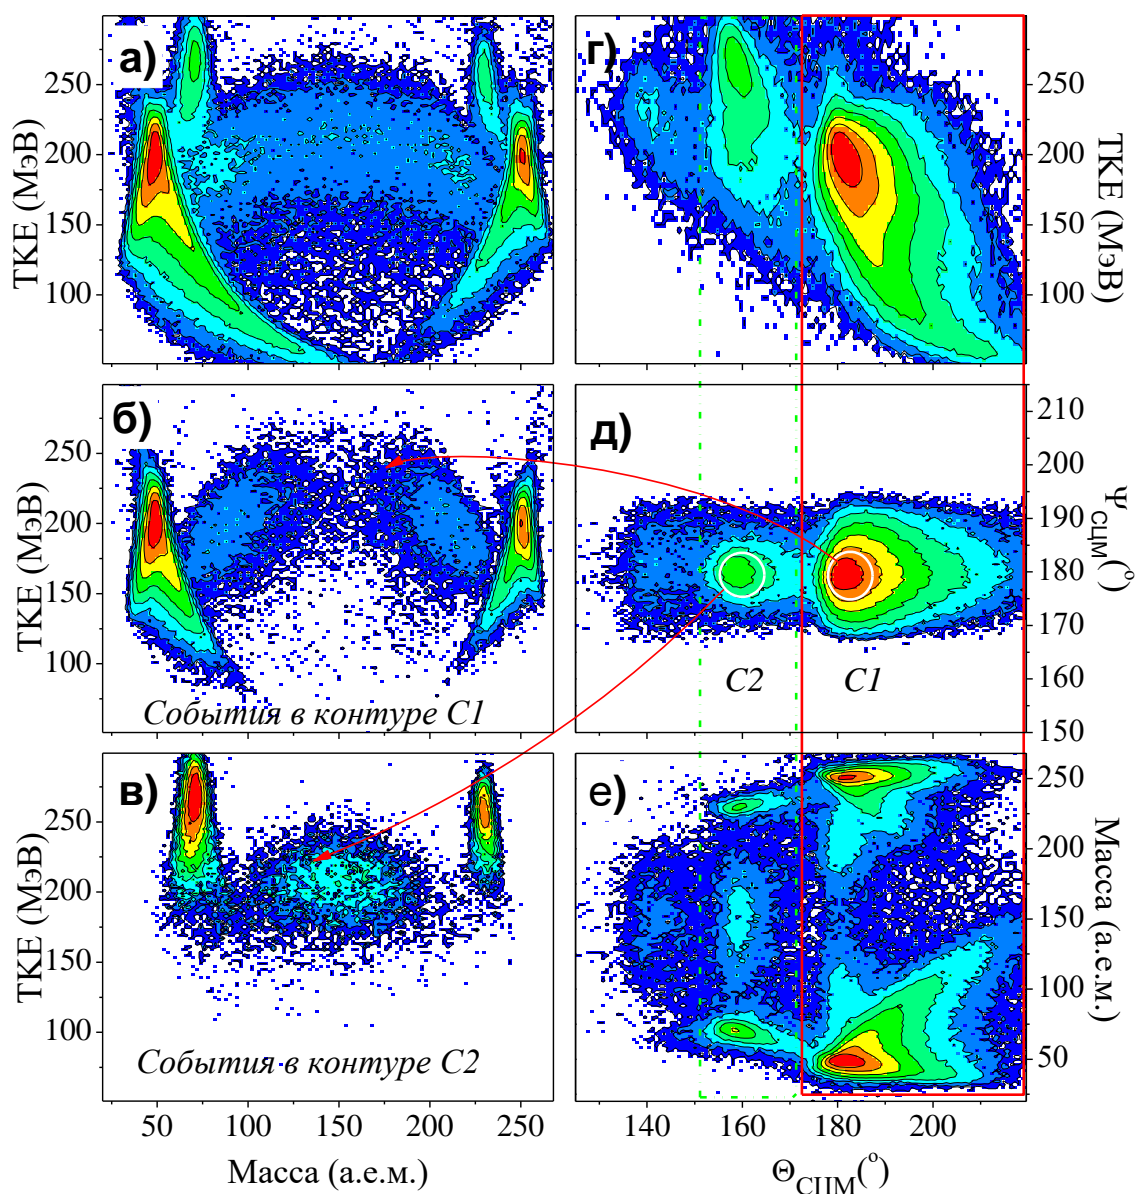 а)
250
200
150
100
TKE (МэВ)
г)
250
200
150
100
TKE (МэВ)
б)
250
200
150
100
TKE (МэВ)
События в контуре C1
д)
C2
C1
210
200
190
180
170
160
150
ΨСЦМ(°)
в)
250
200
150
100
TKE (МэВ)
События в контуре C2
50 100 150 200 250
Масса (а.е.м.)
е)
250
200
150
100
50
Масса (а.е.м.)
140 160 180 200
ΘСЦМ(°)